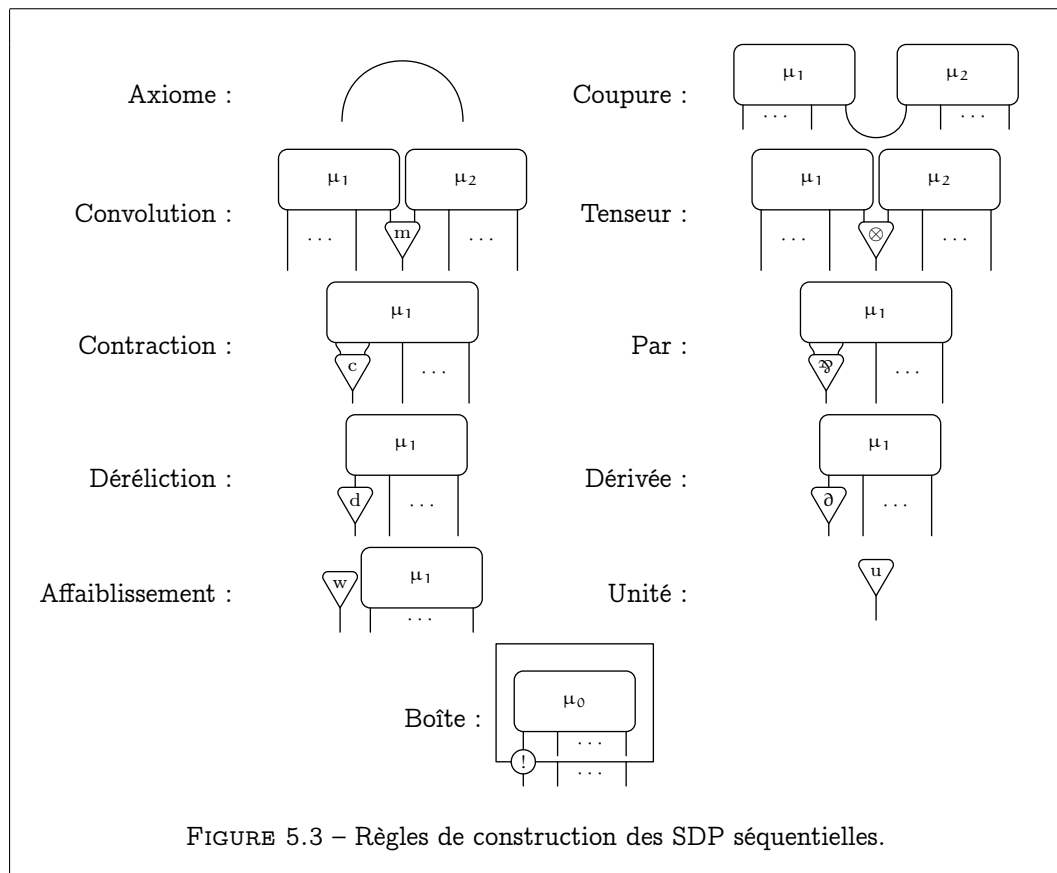 Axiome :
Coupure : μ₁ ... μ₂ ...
Convolution : μ₁ μ₂ ... m ...
Tenseur : μ₁ μ₂ ... ⊗ ...
Contraction : μ₁ c ...
Par : μ₁ ⅋ ...
Déréliction : μ₁ d ...
Dérivée : μ₁ ∂ ...
Affaiblissement : w μ₁ ...
Unité : u
Boîte : μ₀ ... ! ...
FIGURE 5.3 – Règles de construction des SDP séquentielles.